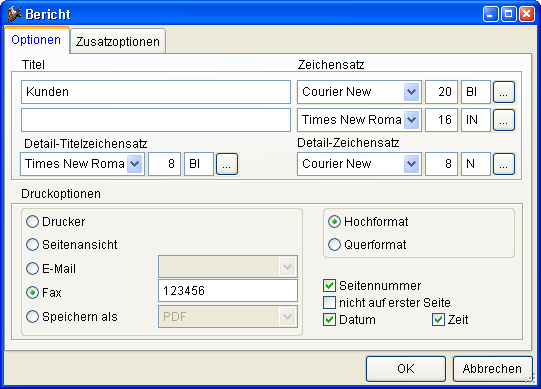 Bericht
Optionen Zusatzoptionen
Titel Zeichensatz
Kunden Courier New 20 BI ...
Times New Roma 16 IN ...
Detail-Titelzeichensatz Detail-Zeichensatz
Times New Roma 8 BI ... Courier New 8 N ...
Druckoptionen
Drucker
Seitenansicht
E-Mail
Fax 123456
Speichern als PDF
Hochformat
Querformat
Seitennummer
nicht auf erster Seite
Datum Zeit
OK Abbrechen